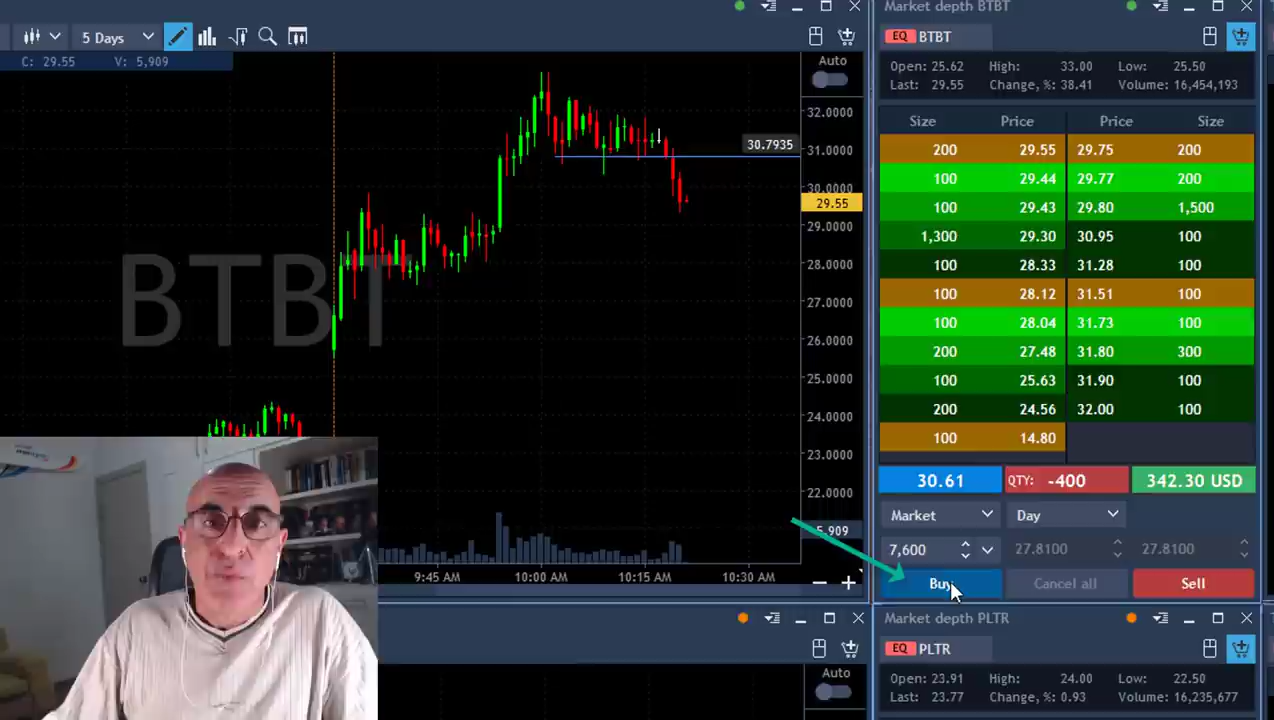 5 Days
C: 29.55 V: 5,909
BTBT
Auto
32.0000
30.7935
31.0000
30.0000
29.55
29.0000
28.0000
27.0000
26.0000
25.0000
24.0000
23.0000
22.0000
5,909
9:45 AM 10:00 AM 10:15 AM 10:30 AM
Auto
Market depth BTBT
EQ BTBT
Open: 25.62 High: 33.00 Low: 25.50
Last: 29.55 Change, %: 38.41 Volume: 16,454,193
Size Price Price Size
200 29.55 29.75 200
100 29.44 29.77 200
100 29.43 29.80 1,500
1,300 29.30 30.95 100
100 28.33 31.28 100
100 28.12 31.51 100
100 28.04 31.73 100
200 27.48 31.80 300
100 25.63 31.90 100
200 24.56 32.00 100
100 14.80
30.61 QTY: -400 342.30 USD
Market Day
7,600 27.8100 27.8100
Buy Cancel all Sell
Market depth PLTR
EQ PLTR
Open: 23.91 High: 24.00 Low: 22.50
Last: 23.77 Change, %: 0.93 Volume: 16,235,677